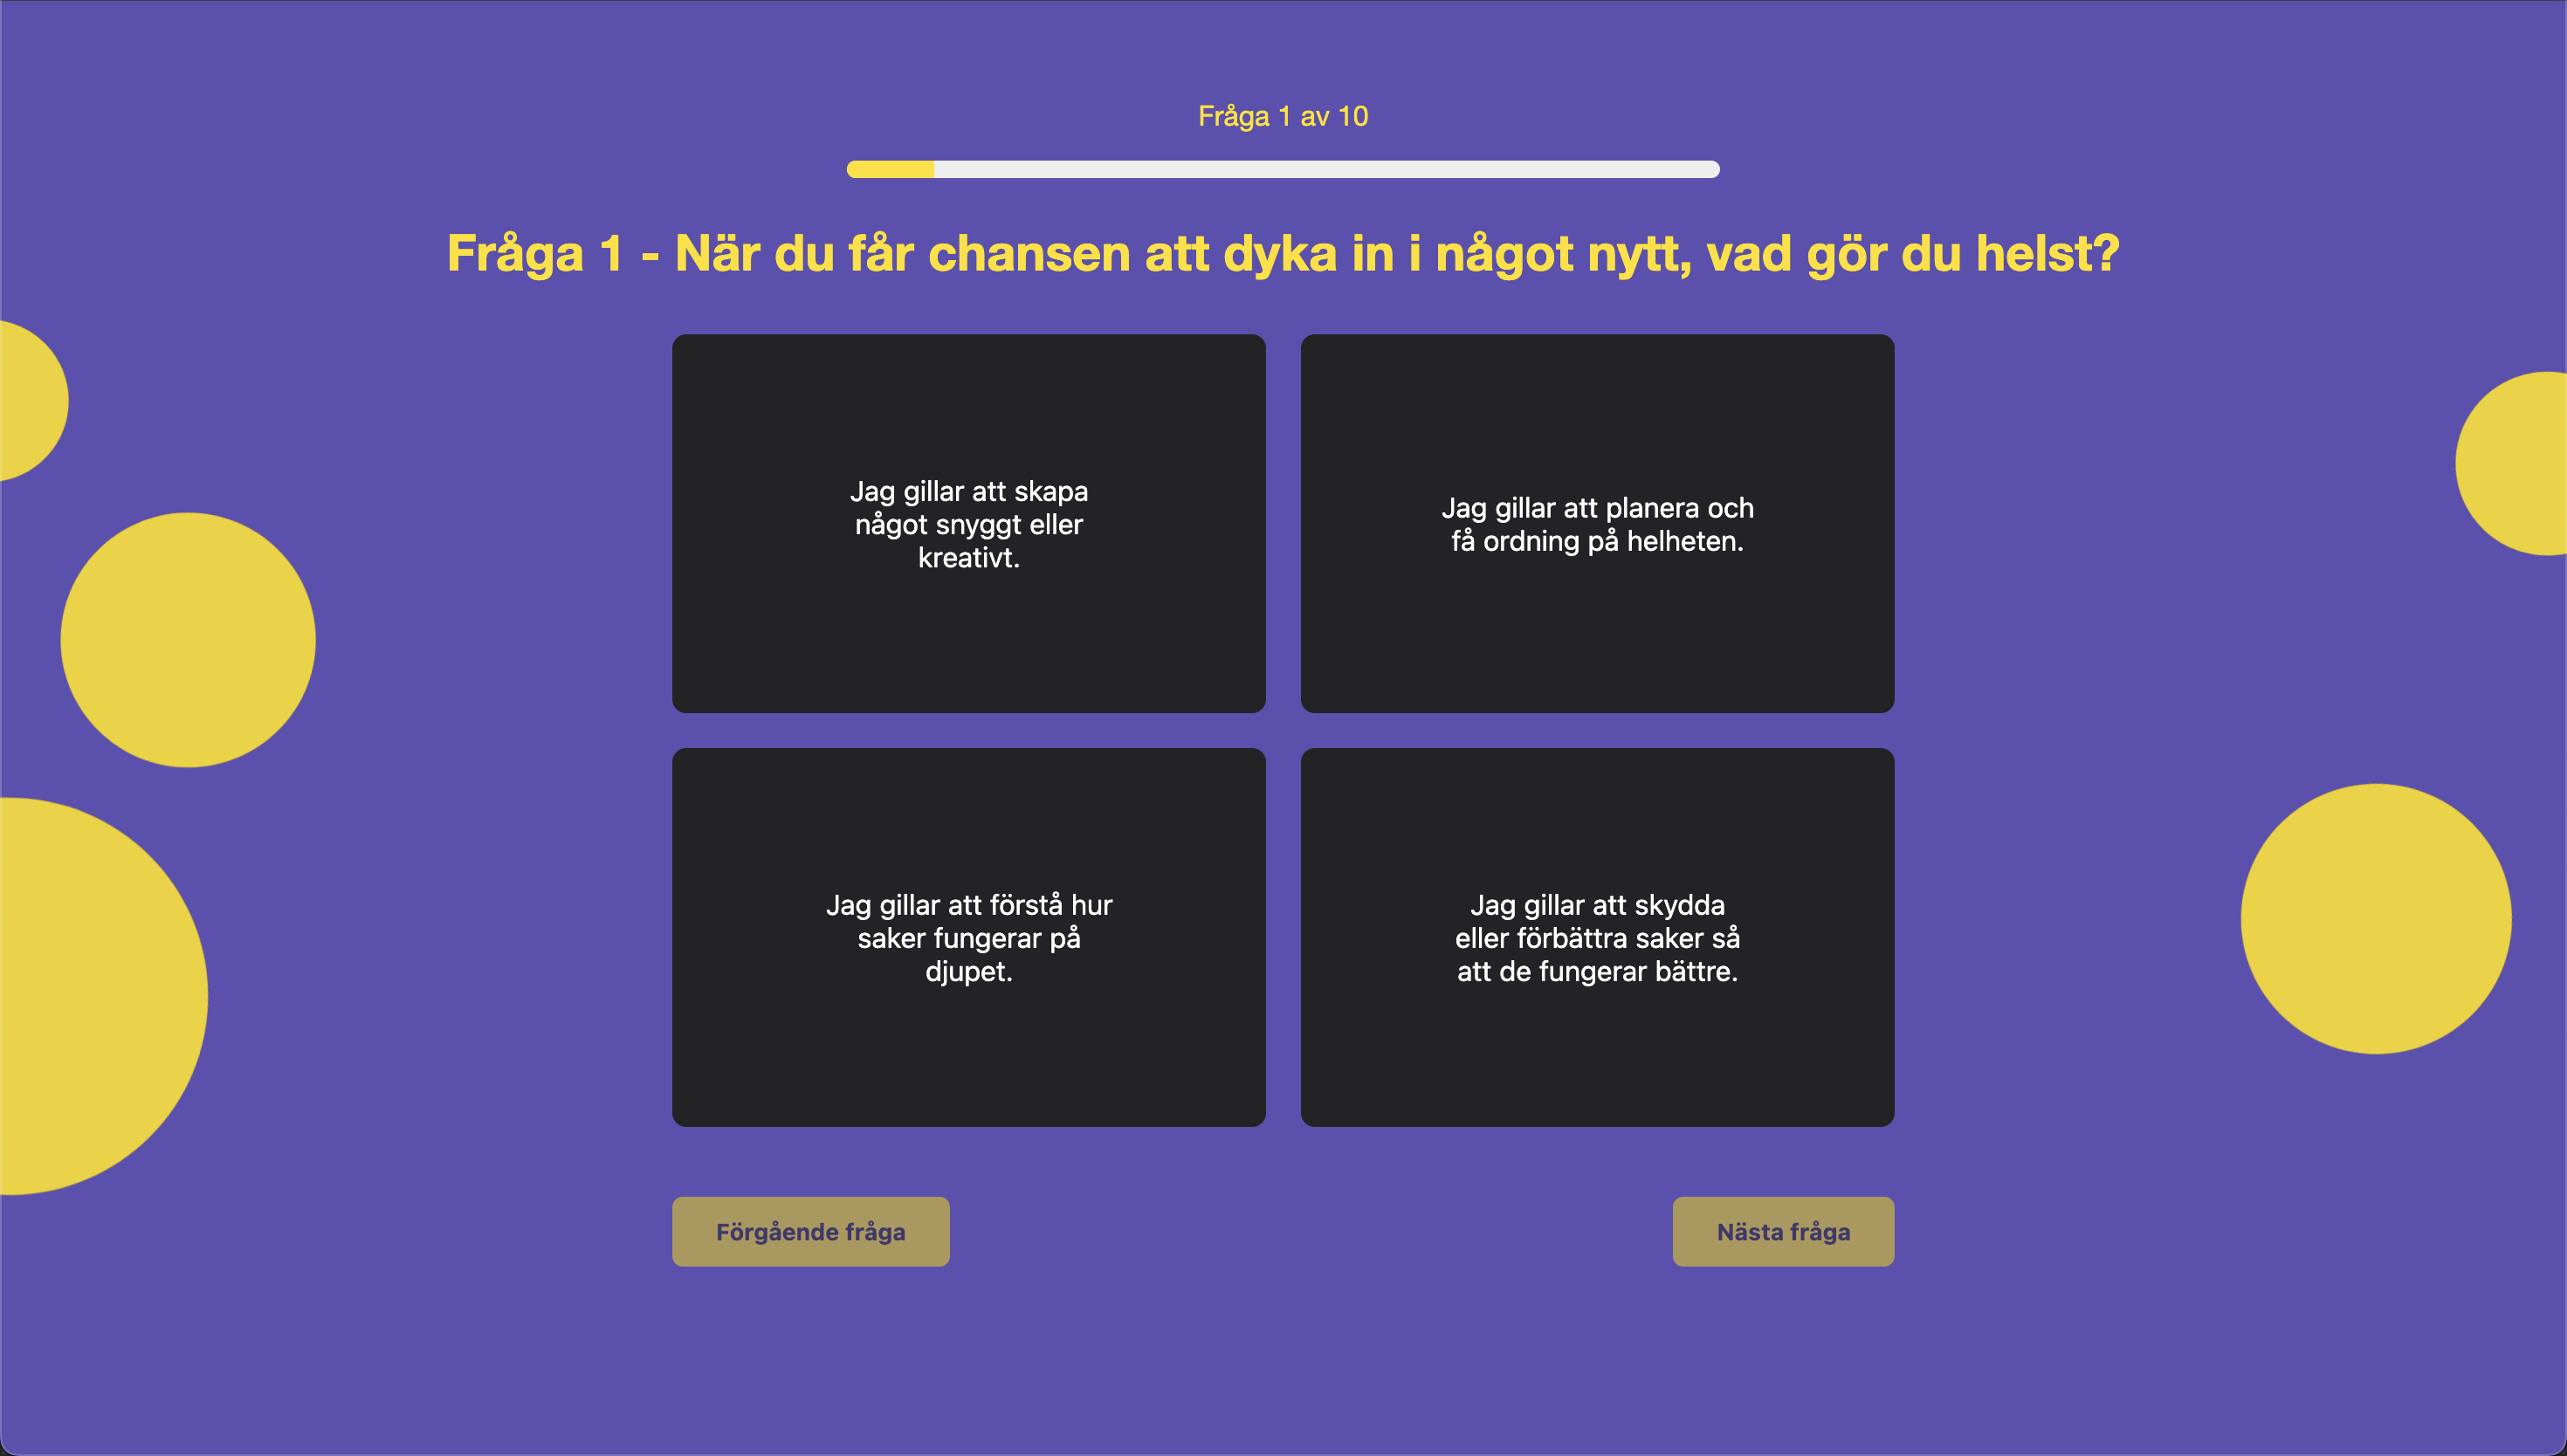 Fråga 1 av 10
Fråga 1 - När du får chansen att dyka in i något nytt, vad gör du helst?
Jag gillar att skapa
något snyggt eller
kreativt.
Jag gillar att planera och
få ordning på helheten.
Jag gillar att förstå hur
saker fungerar på
djupet.
Jag gillar att skydda
eller förbättra saker så
att de fungerar bättre.
Förgående fråga
Nästa fråga